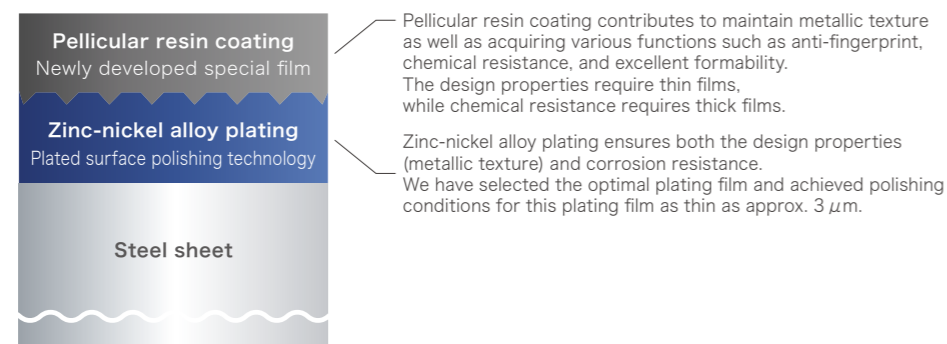 Pellicular resin coating
Newly developed special film
Pellicular resin coating contributes to maintain metallic texture
as well as acquiring various functions such as anti-fingerprint,
chemical resistance, and excellent formability.
The design properties require thin films,
while chemical resistance requires thick films.
Zinc-nickel alloy plating
Plated surface polishing technology
Zinc-nickel alloy plating ensures both the design properties
(metallic texture) and corrosion resistance.
We have selected the optimal plating film and achieved polishing
conditions for this plating film as thin as approx. 3 μm.
Steel sheet